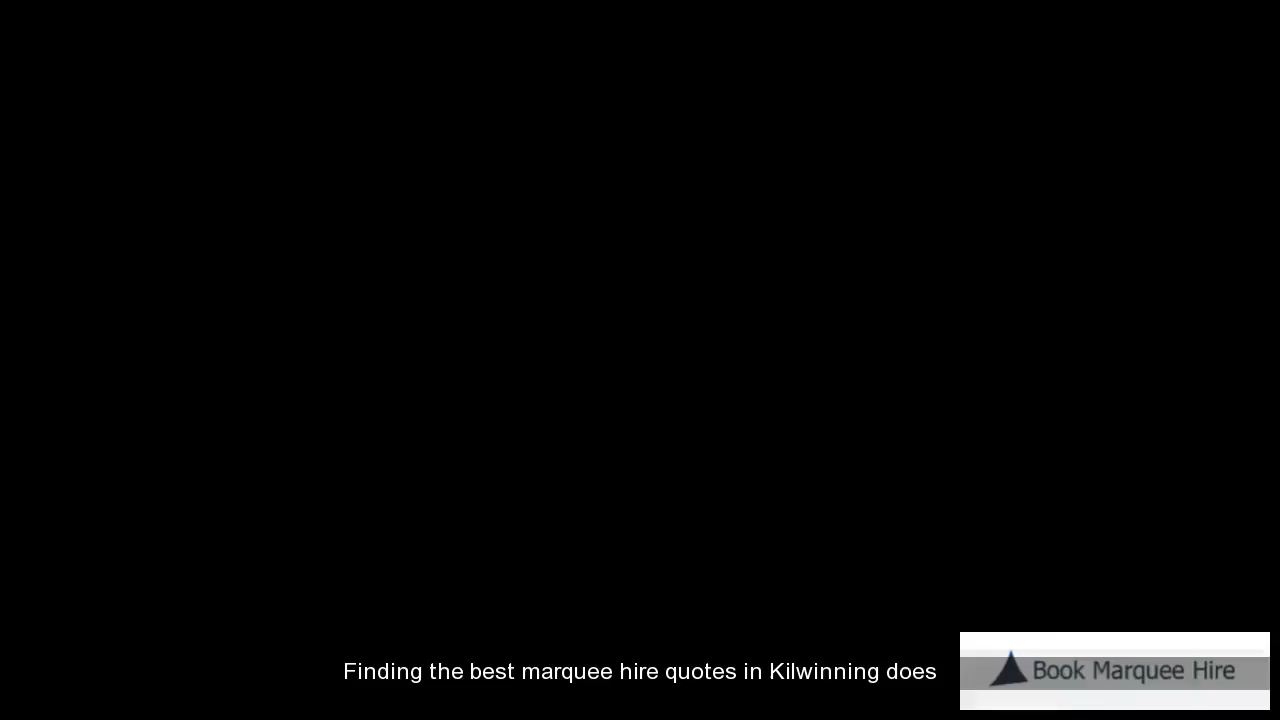 Finding the best marquee hire quotes in Kilwinning does
Book Marquee Hire